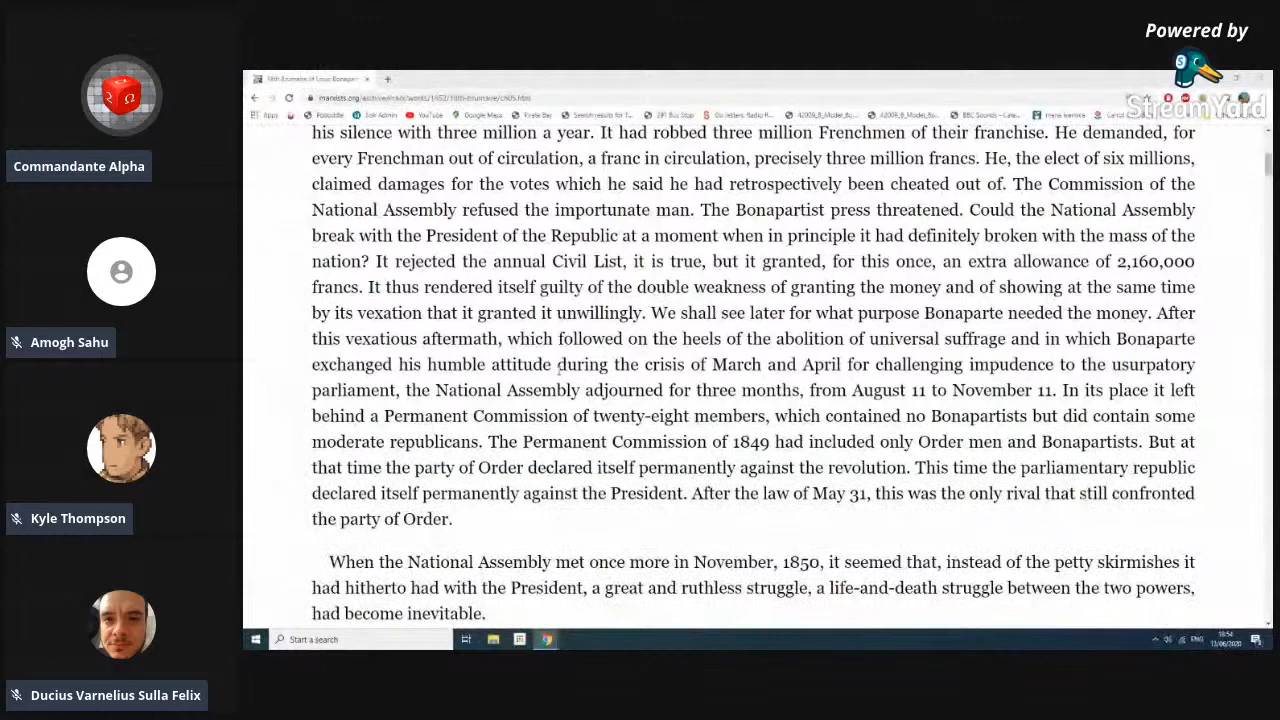 Powered by
StreamYard
Commandante Alpha
Amogh Sahu
Kyle Thompson
Ducius Varnelius Sulla Felix
18th Brumaire of Louis Bonapar
Apps
YouTube
Google Maps
Pirate Bay
his silence with three million a year. It had robbed three million Frenchmen of their franchise. He demanded, for
every Frenchman out of circulation, a franc in circulation, precisely three million francs. He, the elect of six millions,
claimed damages for the votes which he said he had retrospectively been cheated out of. The Commission of the
National Assembly refused the importunate man. The Bonapartist press threatened. Could the National Assembly
break with the President of the Republic at a moment when in principle it had definitely broken with the mass of the
nation? It rejected the annual Civil List, it is true, but it granted, for this once, an extra allowance of 2,160,000
francs. It thus rendered itself guilty of the double weakness of granting the money and of showing at the same time
by its vexation that it granted it unwillingly. We shall see later for what purpose Bonaparte needed the money. After
this vexatious aftermath, which followed on the heels of the abolition of universal suffrage and in which Bonaparte
exchanged his humble attitude during the crisis of March and April for challenging impudence to the usurpatory
parliament, the National Assembly adjourned for three months, from August 11 to November 11. In its place it left
behind a Permanent Commission of twenty-eight members, which contained no Bonapartists but did contain some
moderate republicans. The Permanent Commission of 1849 had included only Order men and Bonapartists. But at
that time the party of Order declared itself permanently against the revolution. This time the parliamentary republic
declared itself permanently against the President. After the law of May 31, this was the only rival that still confronted
the party of Order.
When the National Assembly met once more in November, 1850, it seemed that, instead of the petty skirmishes it
had hitherto had with the President, a great and ruthless struggle, a life-and-death struggle between the two powers,
had become inevitable.
Start a search
ENG
18:54
13/06/2020